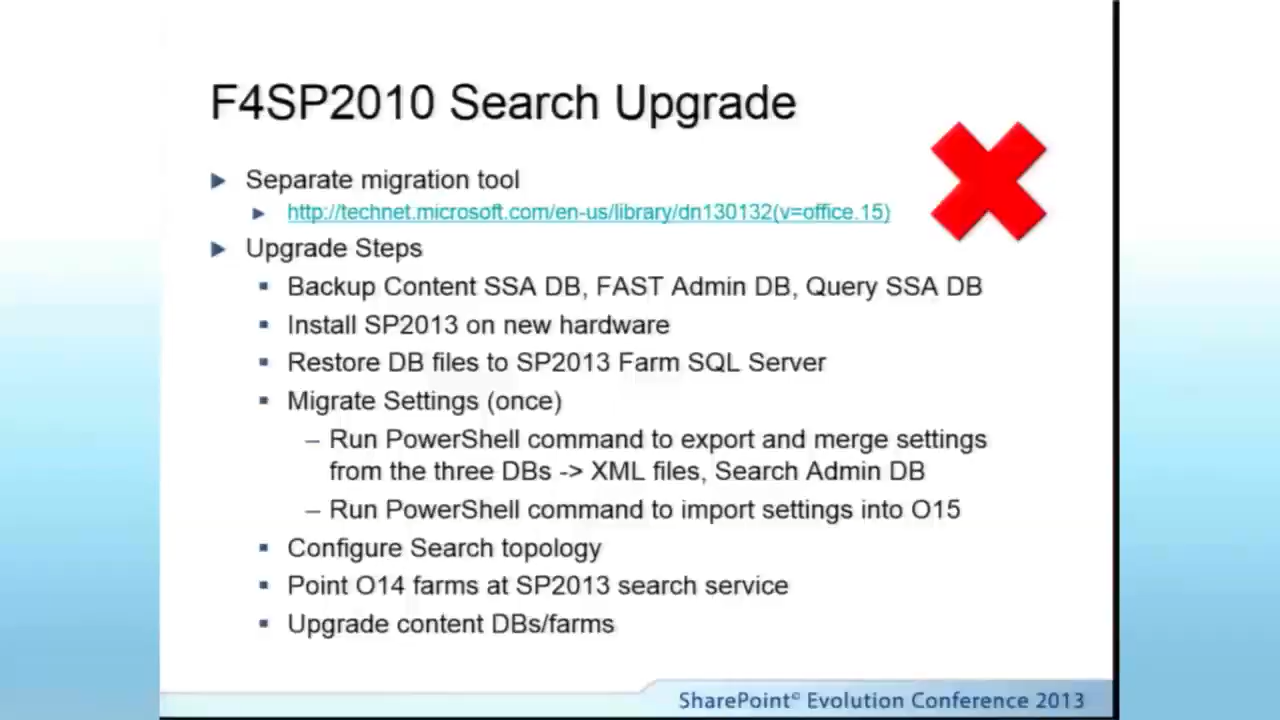 F4SP2010 Search Upgrade
Separate migration tool
http://technet.microsoft.com/en-us/library/dn130132(v=office.15)
Upgrade Steps
Backup Content SSA DB, FAST Admin DB, Query SSA DB
Install SP2013 on new hardware
Restore DB files to SP2013 Farm SQL Server
Migrate Settings (once)
– Run PowerShell command to export and merge settings
from the three DBs -> XML files, Search Admin DB
– Run PowerShell command to import settings into O15
Configure Search topology
Point O14 farms at SP2013 search service
Upgrade content DBs/farms
SharePoint® Evolution Conference 2013